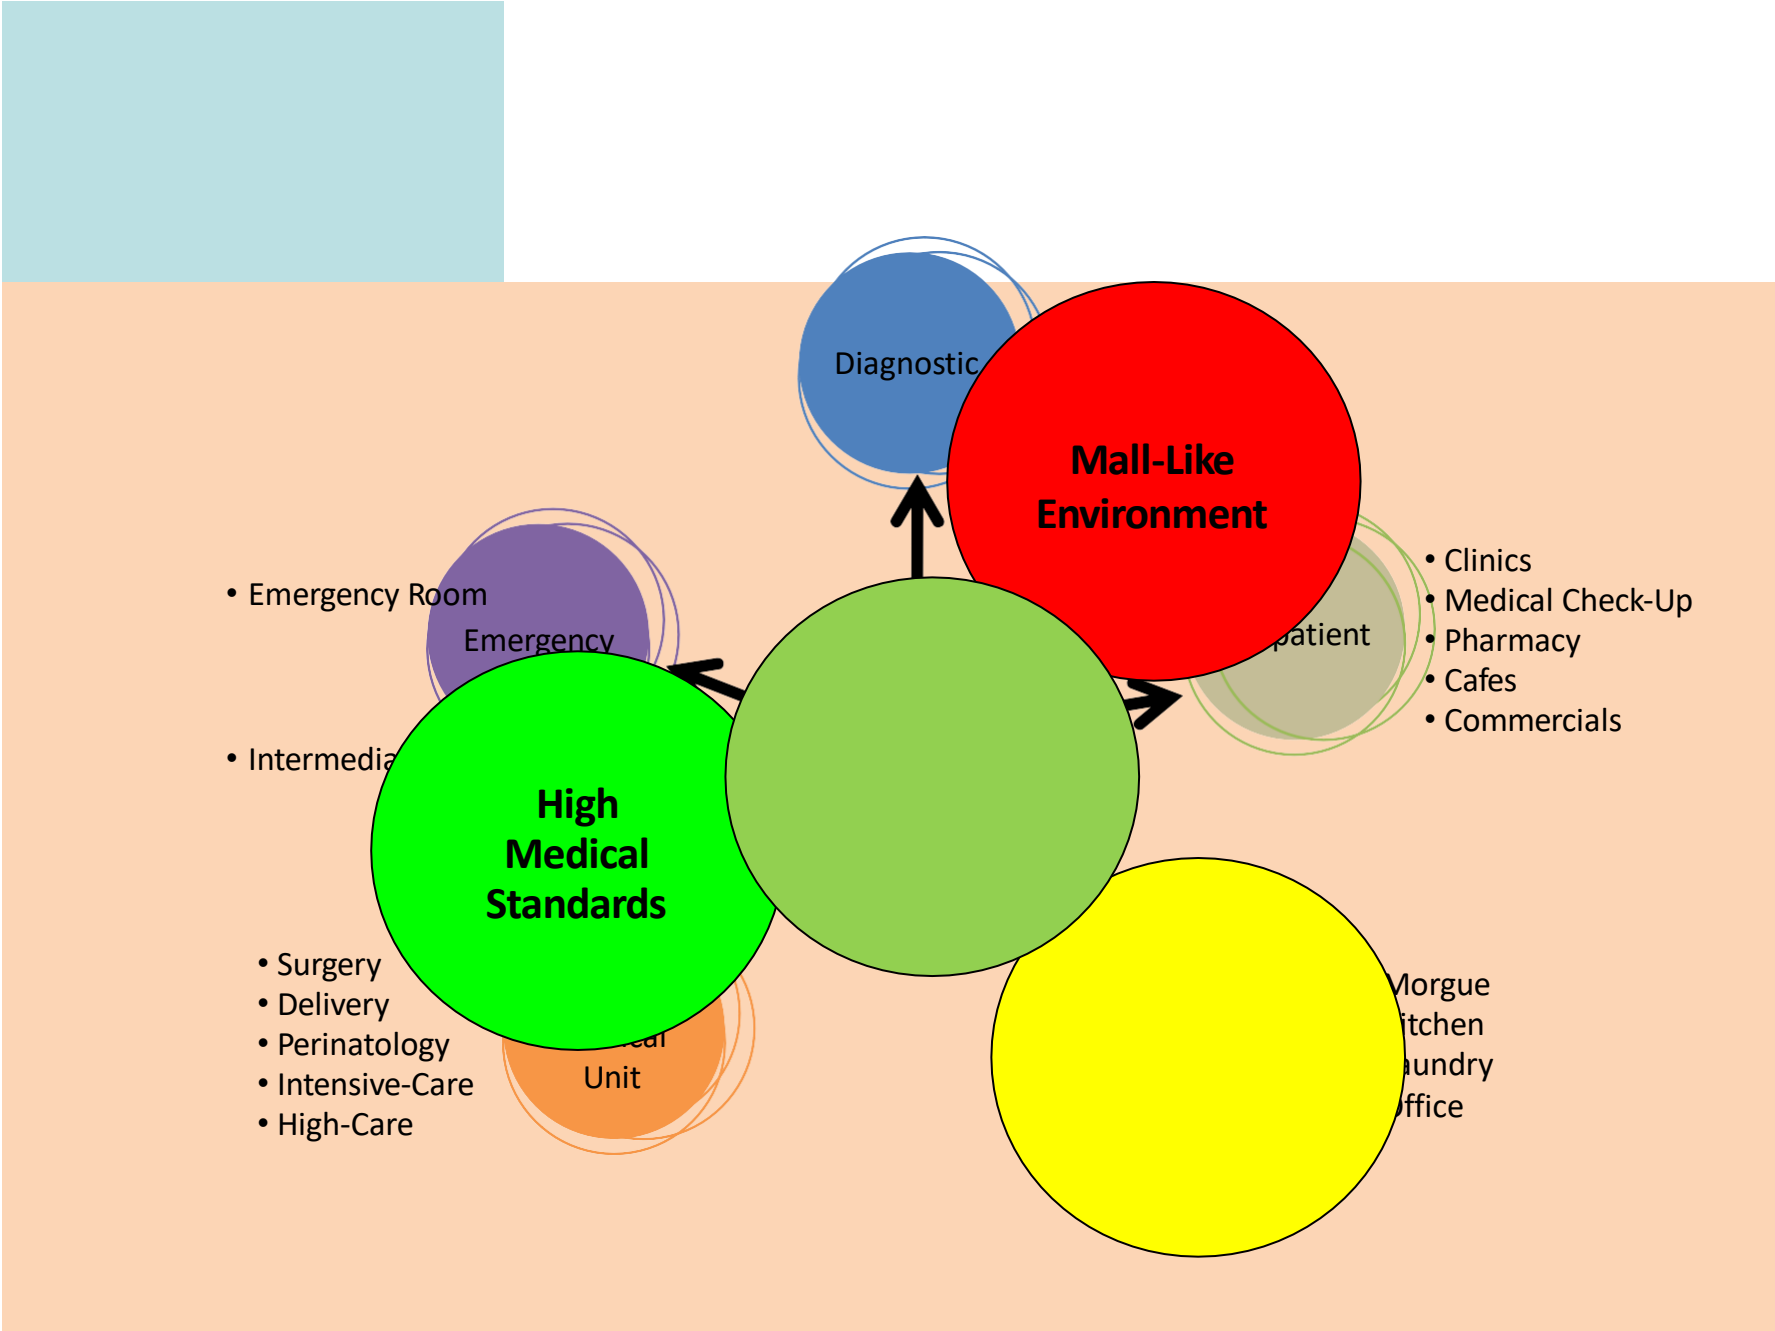 Diagnostic
Mall-Like
Environment
• Clinics
• Medical Check-Up
• Pharmacy
• Cafes
• Commercials
• Emergency Room
Emergency
High
Medical
Standards
• Surgery
• Delivery
• Perinatology
• Intensive-Care
• High-Care
Unit
Morgue